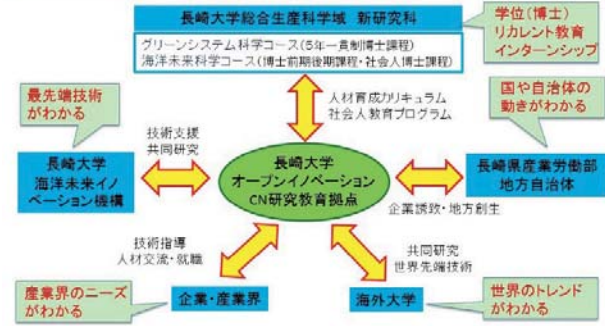 長崎大学総合生産科学域 新研究科
グリーンシステム科学コース(5年一貫制博士課程)
海洋未来科学コース(博士前期後期課程・社会人博士課程)
学位(博士)
リカレント教育
インターンシップ
最先端技術
がわかる
人材育成カリキュラム
社会人教育プログラム
国や自治体の
動きがわかる
技術支援
共同研究
長崎大学
海洋未来イノ
ベーション機構
長崎大学
オープンイノベーション
CN研究教育拠点
長崎県産業労働部
地方自治体
企業誘致・地方創生
技術指導
人材交流・就職
共同研究
世界先端技術
産業界のニーズ
がわかる
企業・産業界
海外大学
世界のトレンド
がわかる